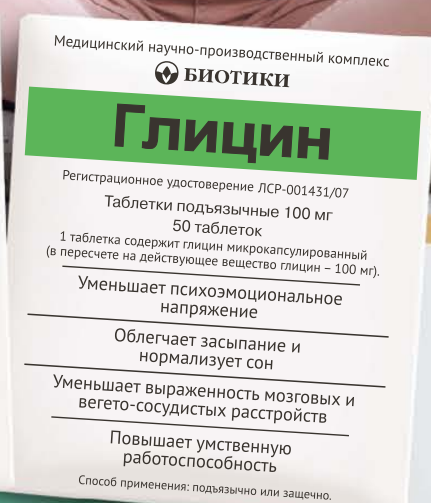 Медицинский научно-производственный комплекс
БИОТИКИ
Глицин
Регистрационное удостоверение ЛСР-001431/07
Таблетки подъязычные 100 мг
50 таблеток
1 таблетка содержит глицин микрокапсулированный
(в пересчете на действующее вещество глицин – 100 мг).
Уменьшает психоэмоциональное
напряжение
Облегчает засыпание и
нормализует сон
Уменьшает выраженность мозговых и
вегето-сосудистых расстройств
Повышает умственную
работоспособность
Способ применения: подъязычно или защечно.